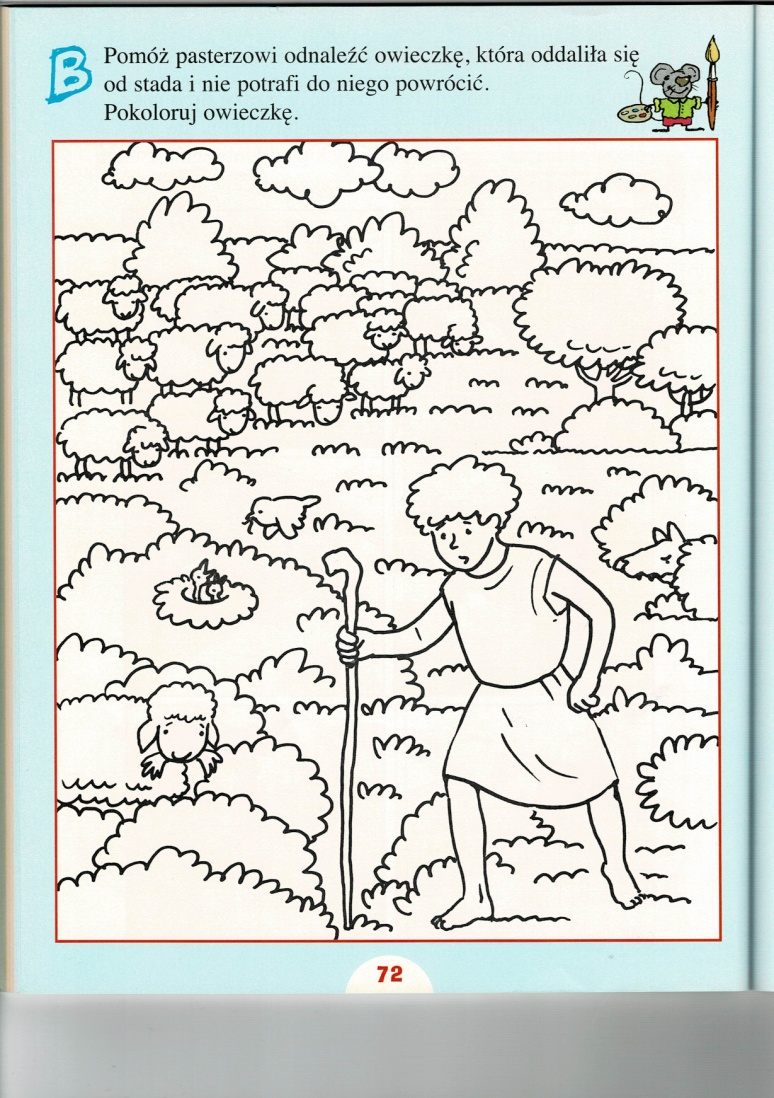 B
Pomóż pasterzowi odnaleźć owieczkę, która oddaliła się
od stada i nie potrafi do niego powrócić.
Pokoloruj owieczkę.
72